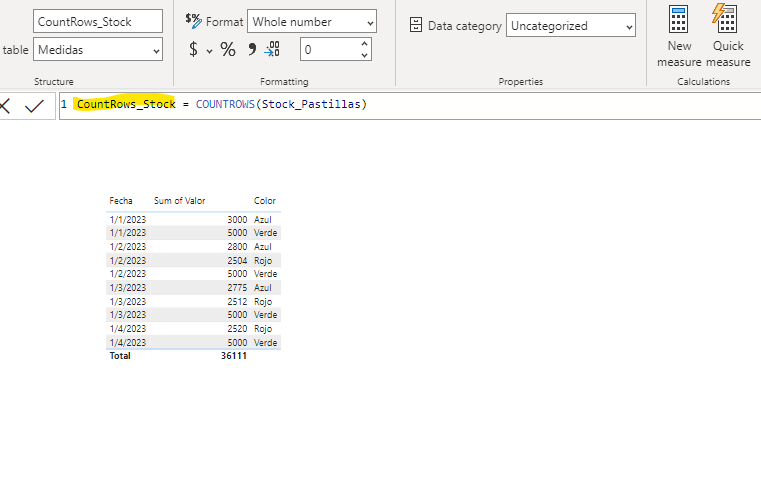 CountRows_Stock
$% Format Whole number
Data category Uncategorized
table Medidas
$ % 9 .00 0
New measure
Quick measure
Structure
Formatting
Properties
Calculations
1 CountRows_Stock = COUNTROWS(Stock_Pastillas)
Fecha Sum of Valor Color
1/1/2023 3000 Azul
1/1/2023 5000 Verde
1/2/2023 2800 Azul
1/2/2023 2504 Rojo
1/2/2023 5000 Verde
1/3/2023 2775 Azul
1/3/2023 2512 Rojo
1/3/2023 5000 Verde
1/4/2023 2520 Rojo
1/4/2023 5000 Verde
Total 36111